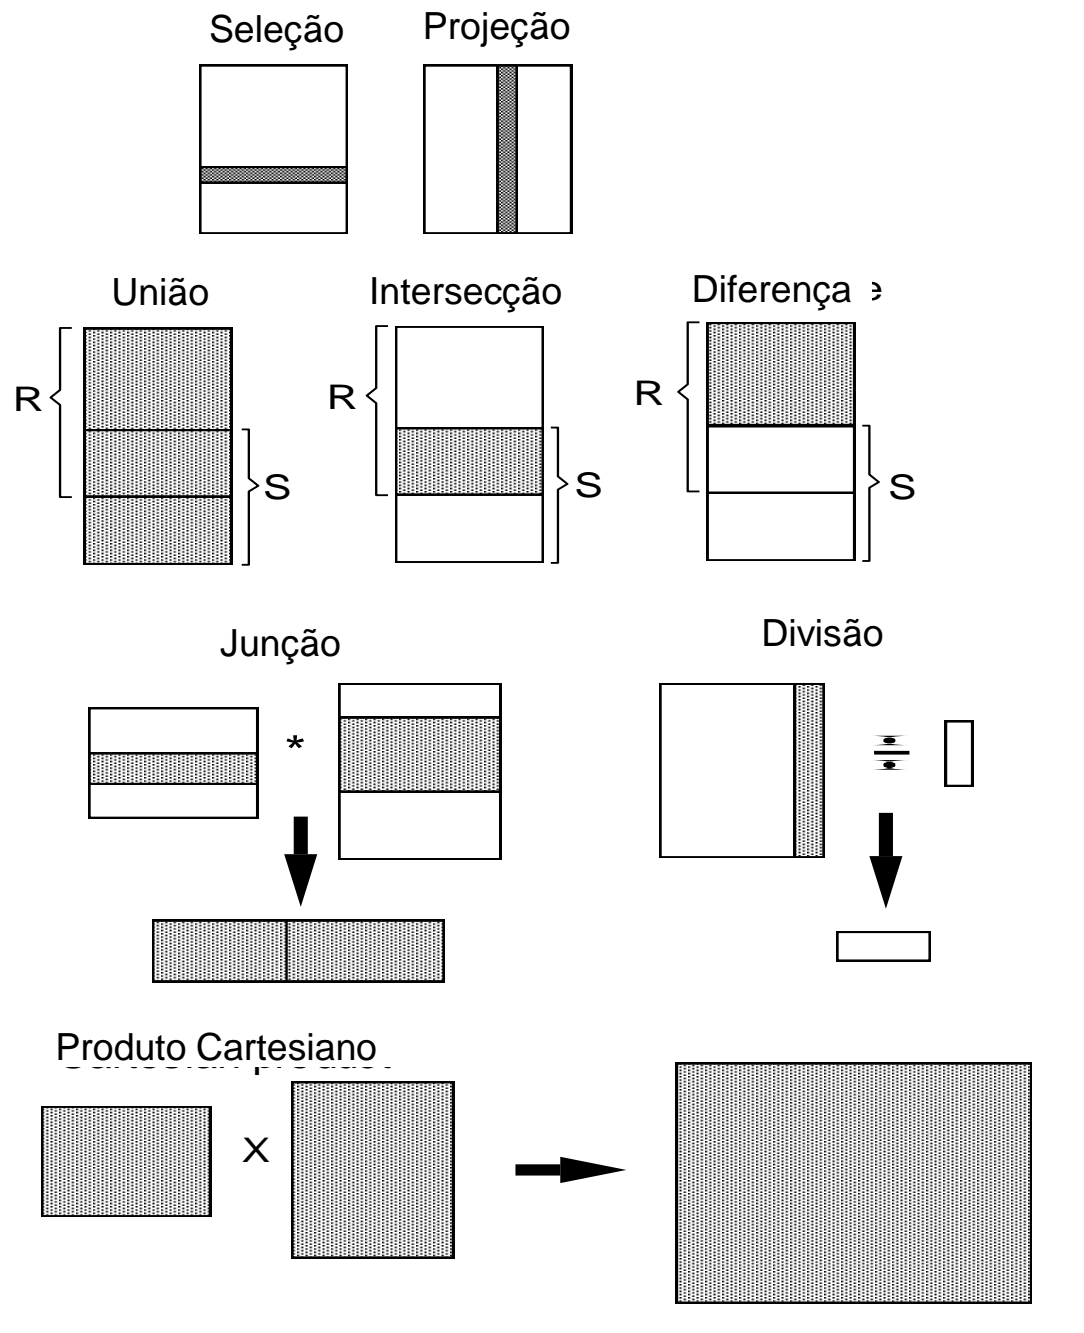 Seleção
Projeção
União
Intersecção
Diferença e
R
S
R
S
R
S
Junção
Divisão
*
÷
Produto Cartesiano
X